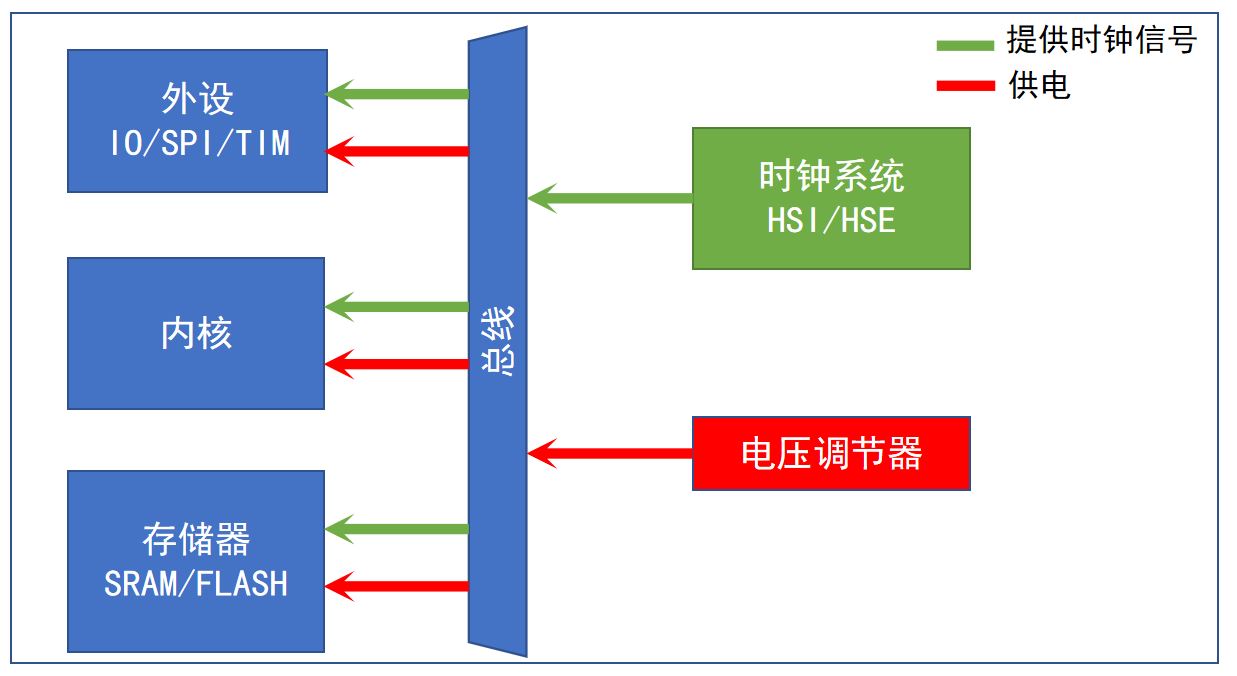 提供时钟信号
供电
外设
IO/SPI/TIM
时钟系统
HSI/HSE
内核
总线
电压调节器
存储器
SRAM/FLASH